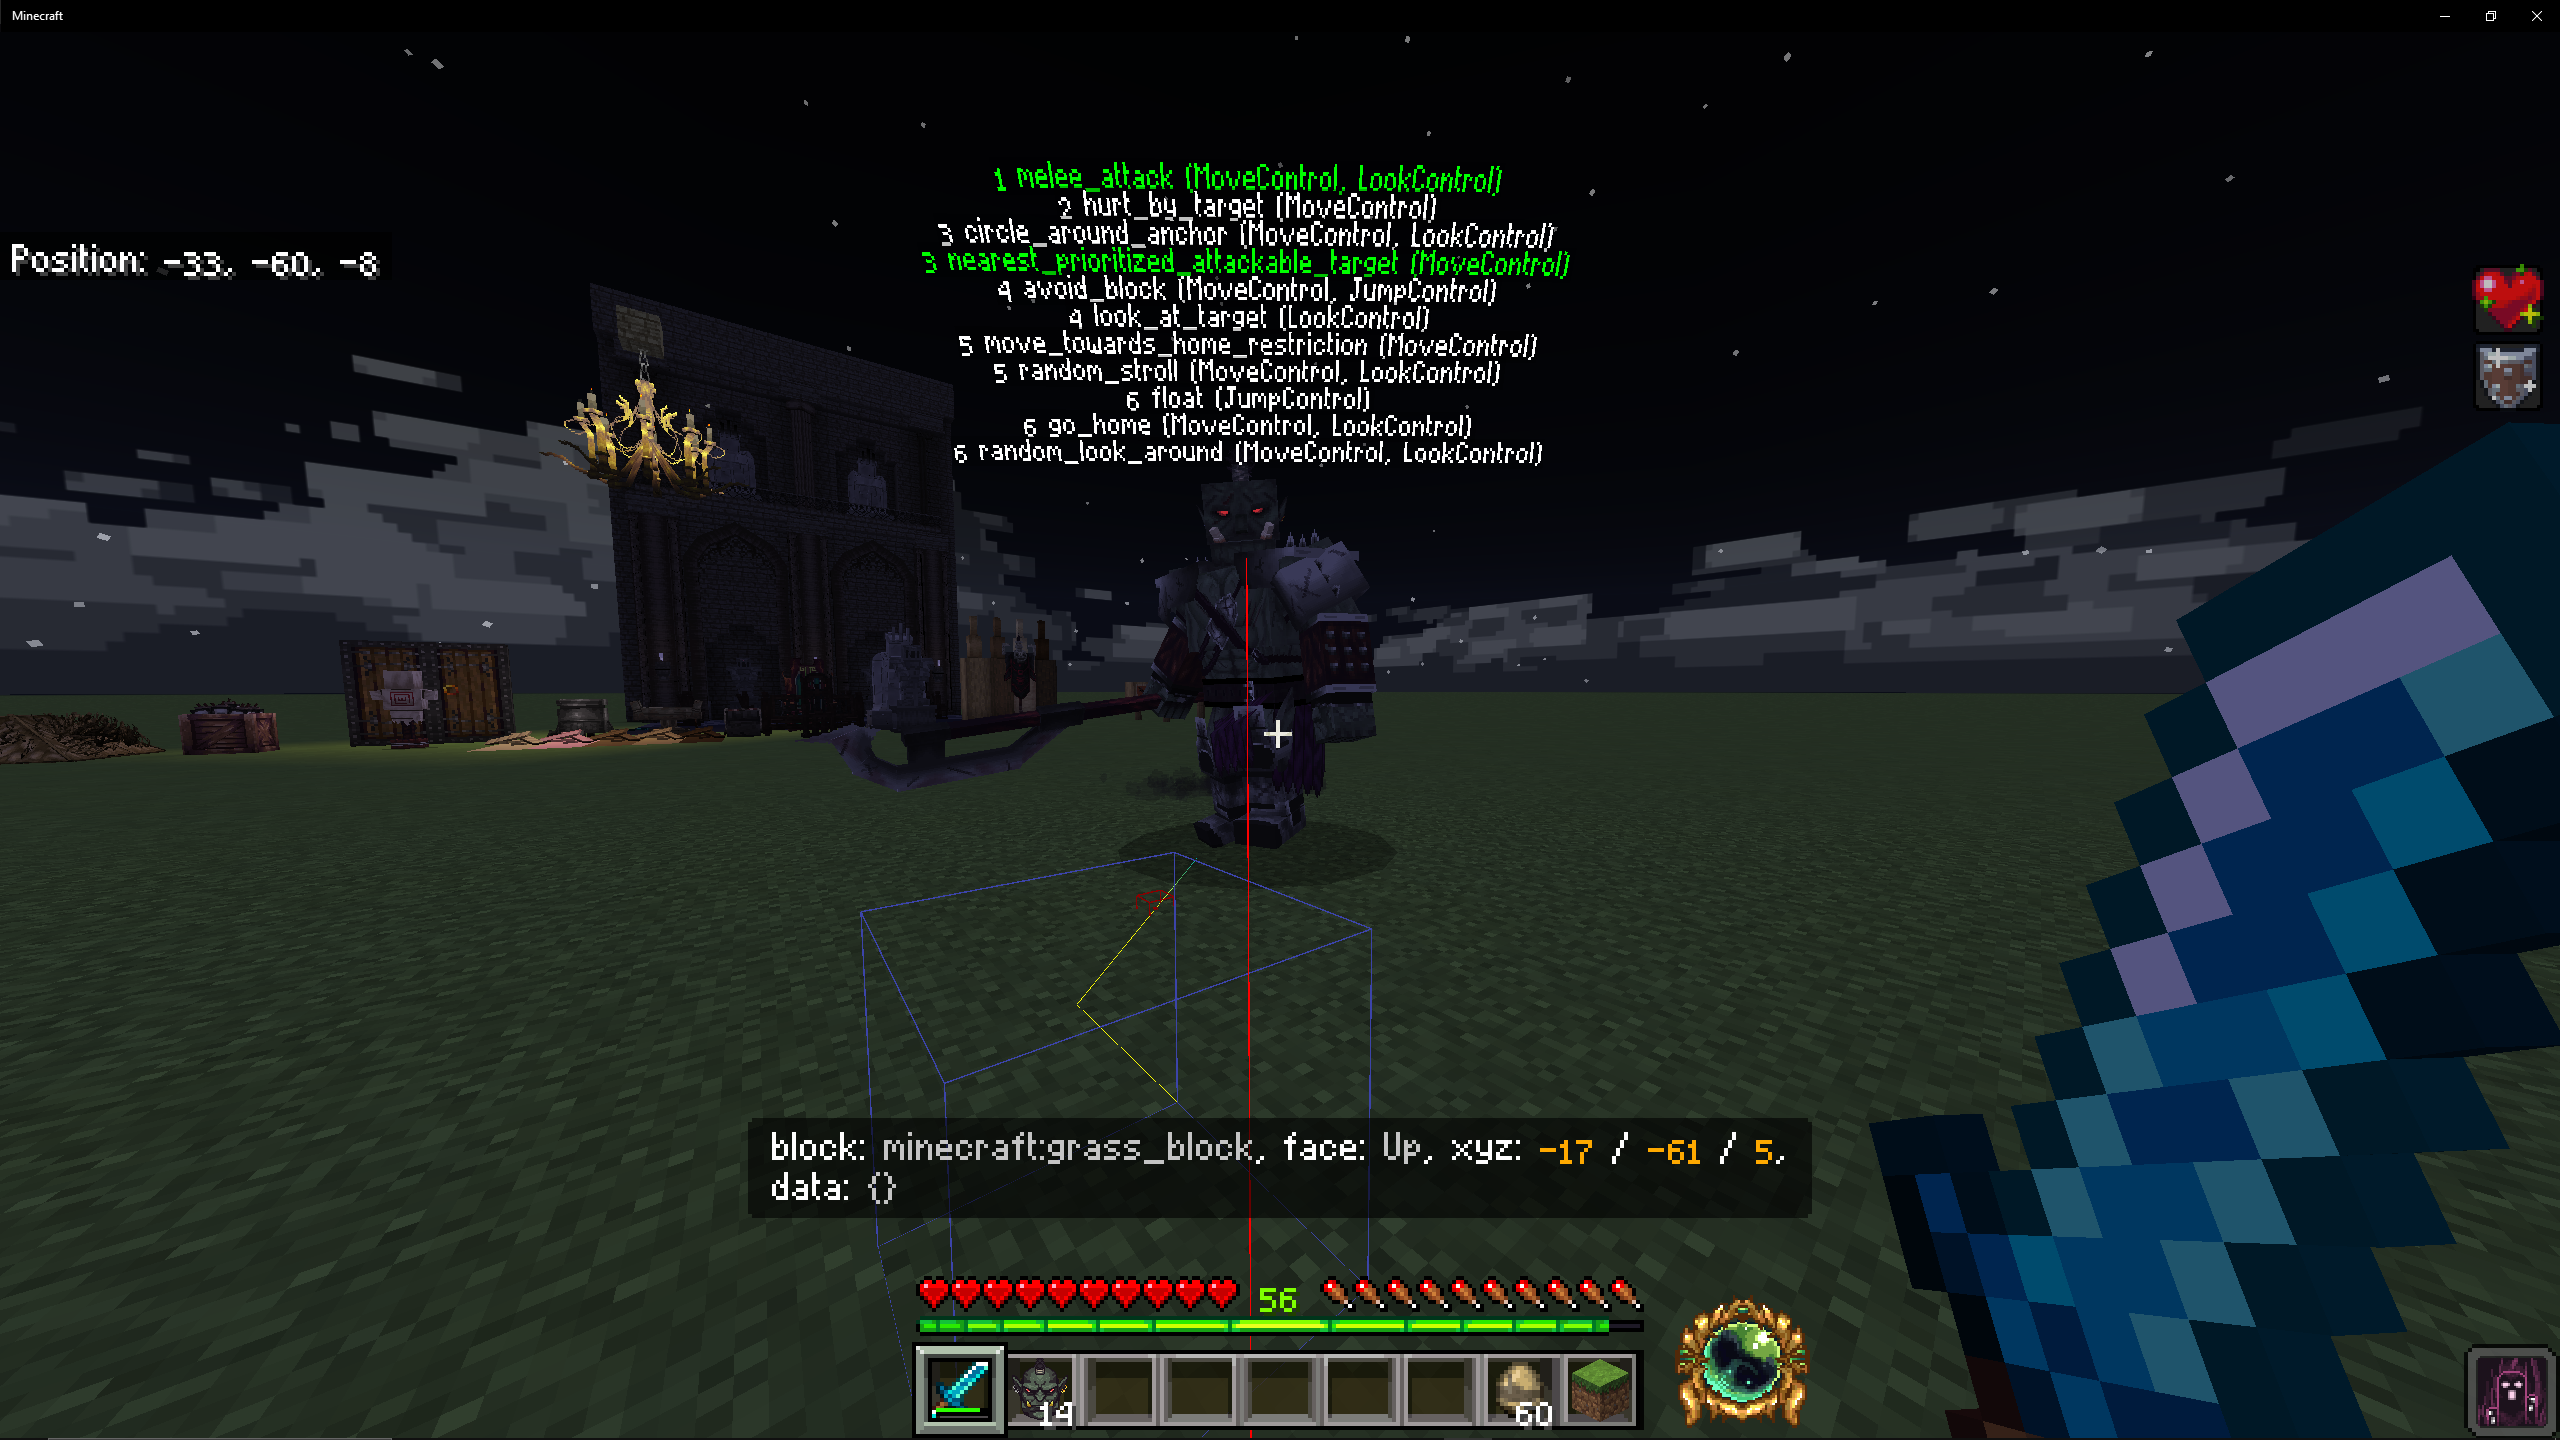 Minecraft
1 melee_attack (MoveControl, LookControl)
2 hurt_by_target (MoveControl)
3 circle_around_anchor (MoveControl, LookControl)
3 nearest_prioritized_attackable_target (MoveControl)
4 avoid_block (MoveControl, JumpControl)
4 look_at_target (LookControl)
5 move_towards_home_restriction (MoveControl)
5 random_stroll (MoveControl, LookControl)
6 float (JumpControl)
6 go_home (MoveControl, LookControl)
6 random_look_around (MoveControl, LookControl)
Position: -33, -60, -8
block: minecraft:grass_block, face: Up, xyz: -17 / -61 / 5,
data: {}
56
14
60